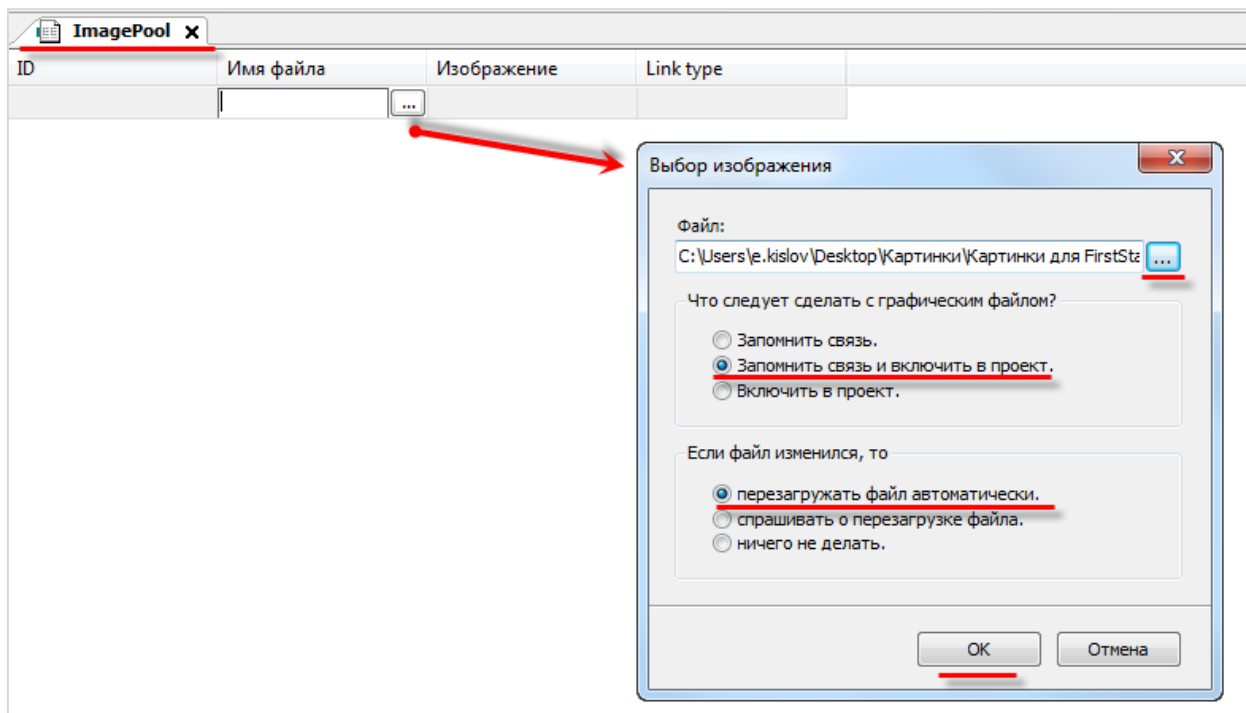 ImagePool x
ID Имя файла Изображение Link type
...
Выбор изображения
Файл:
C:\Users\e.kislov\Desktop\Картинки\Картинки для FirstSta ...
Что следует сделать с графическим файлом?
Запомнить связь.
Запомнить связь и включить в проект.
Включить в проект.
Если файл изменился, то
перезагружать файл автоматически.
спрашивать о перезагрузке файла.
ничего не делать.
OK Отмена